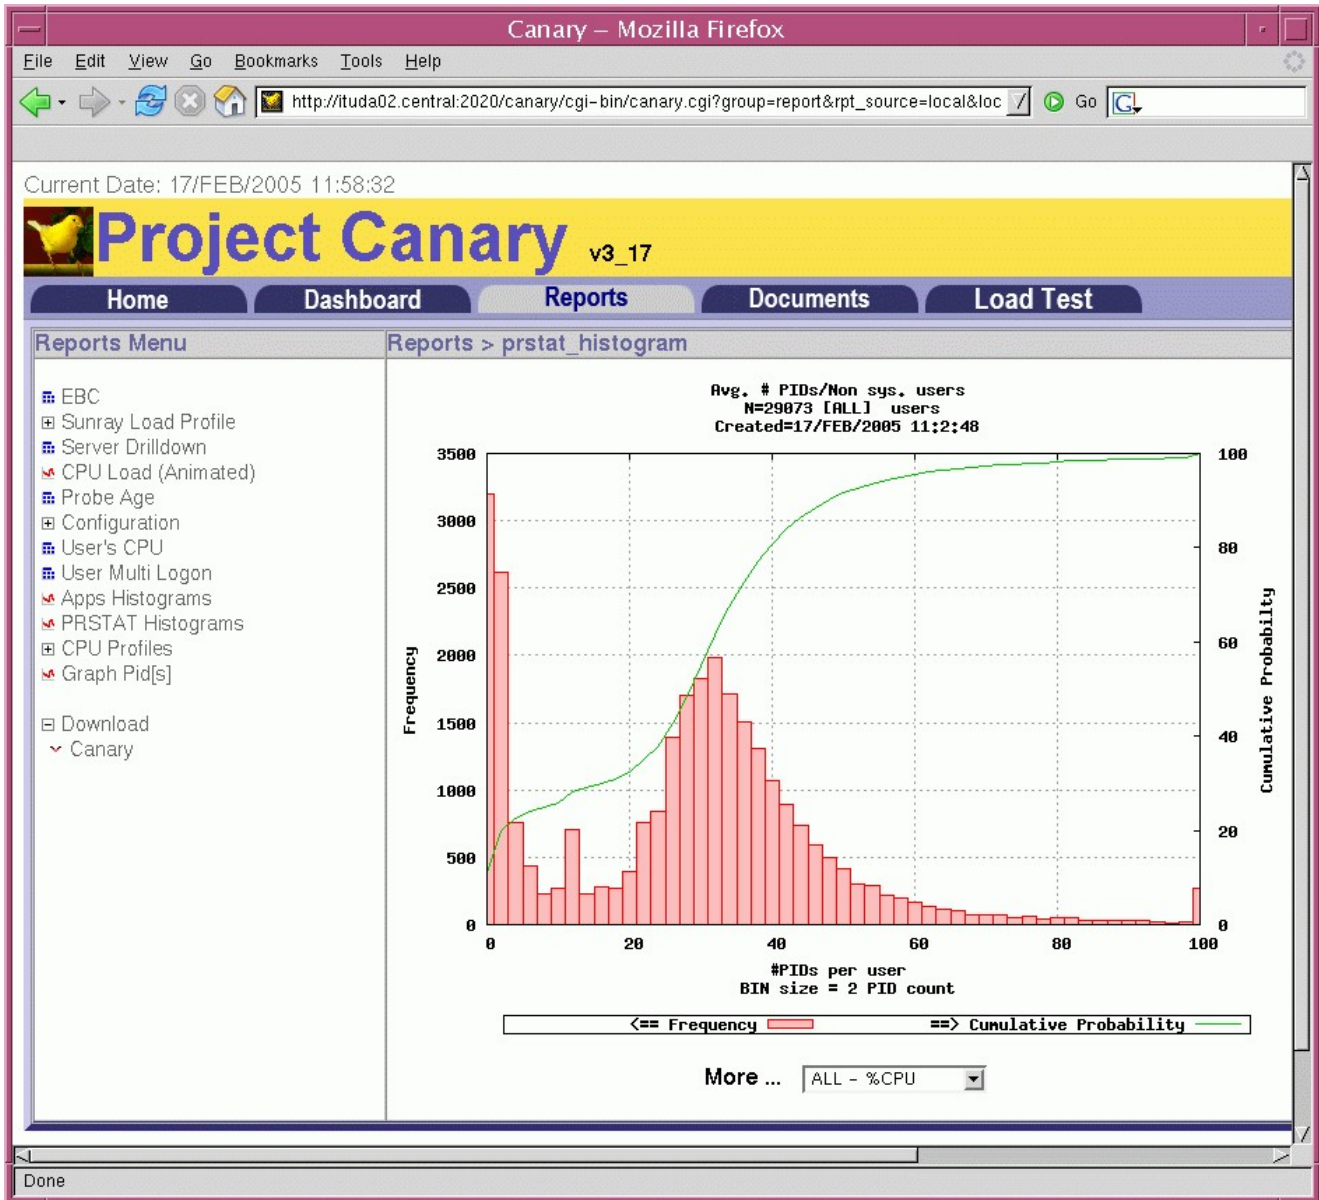 Canary – Mozilla Firefox
File Edit View Go Bookmarks Tools Help
http://ituda02.central:2020/canary/cgi-bin/canary.cgi?group=report&rpt_source=local&loc Go G
Current Date: 17/FEB/2005 11:58:32
Project Canary v3_17
Home Dashboard Reports Documents Load Test
Reports Menu
EBC
Sunray Load Profile
Server Drilldown
CPU Load (Animated)
Probe Age
Configuration
User's CPU
User Multi Logon
Apps Histograms
PRSTAT Histograms
CPU Profiles
Graph Pid[s]
Download
Canary
Reports > prstat_histogram
Avg. # PIDs/Non sys. users
N=29073 [ALL] users
Created=17/FEB/2005 11:2:48
3500
3000
2500
2000
1500
1000
500
0
Frequency
100
80
60
40
20
0
Cumulative Probabilty
0 20 40 60 80 100
#PIDs per user
BIN size = 2 PID count
<== Frequency ==> Cumulative Probability
More ... ALL - %CPU
Done